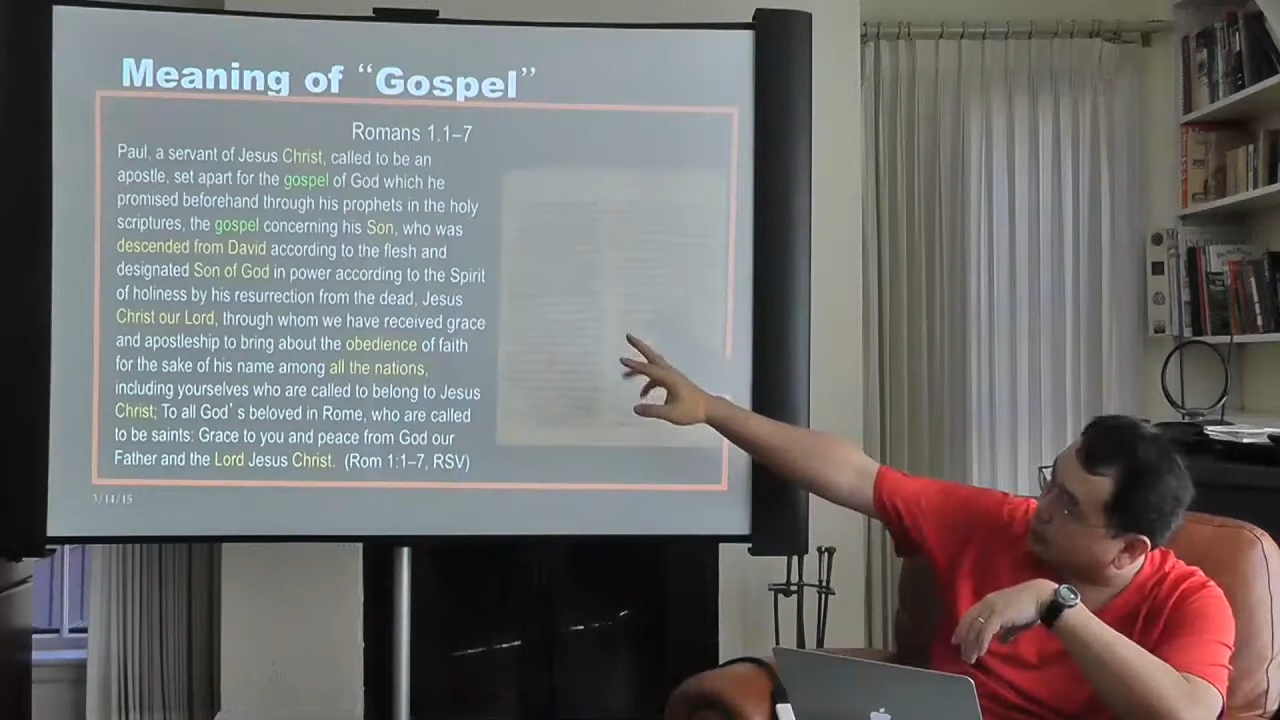 Meaning of “Gospel”
Romans 1.1–7
Paul, a servant of Jesus Christ, called to be an
apostle, set apart for the gospel of God which he
promised beforehand through his prophets in the holy
scriptures, the gospel concerning his Son, who was
descended from David according to the flesh and
designated Son of God in power according to the Spirit
of holiness by his resurrection from the dead, Jesus
Christ our Lord, through whom we have received grace
and apostleship to bring about the obedience of faith
for the sake of his name among all the nations,
including yourselves who are called to belong to Jesus
Christ; To all God’s beloved in Rome, who are called
to be saints: Grace to you and peace from God our
Father and the Lord Jesus Christ. (Rom 1:1–7, RSV)
3/14/15